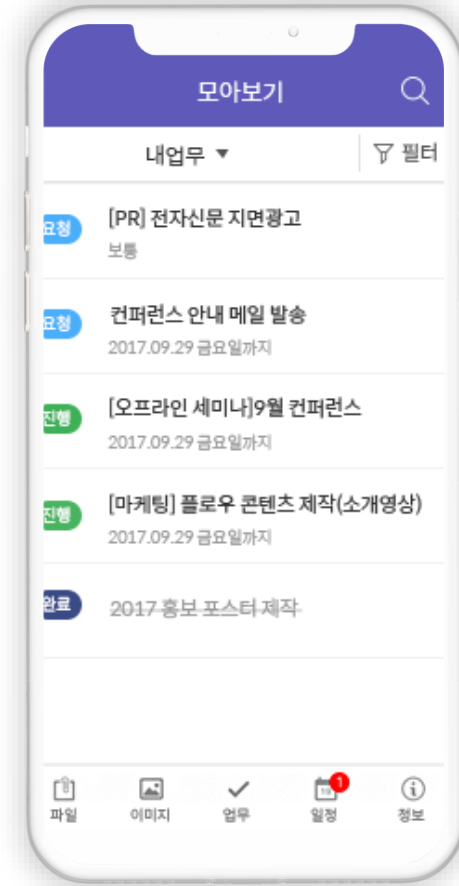 모아보기
내업무 ▼
필터
요청
[PR] 전자신문 지면광고
보통
요청
컨퍼런스 안내 메일 발송
2017.09.29 금요일까지
진행
[오프라인 세미나]9월 컨퍼런스
2017.09.29 금요일까지
진행
[마케팅] 플로우 콘텐츠 제작(소개영상)
2017.09.29 금요일까지
완료
2017 홍보 포스터 제작
1
파일
이미지
업무
일정
정보